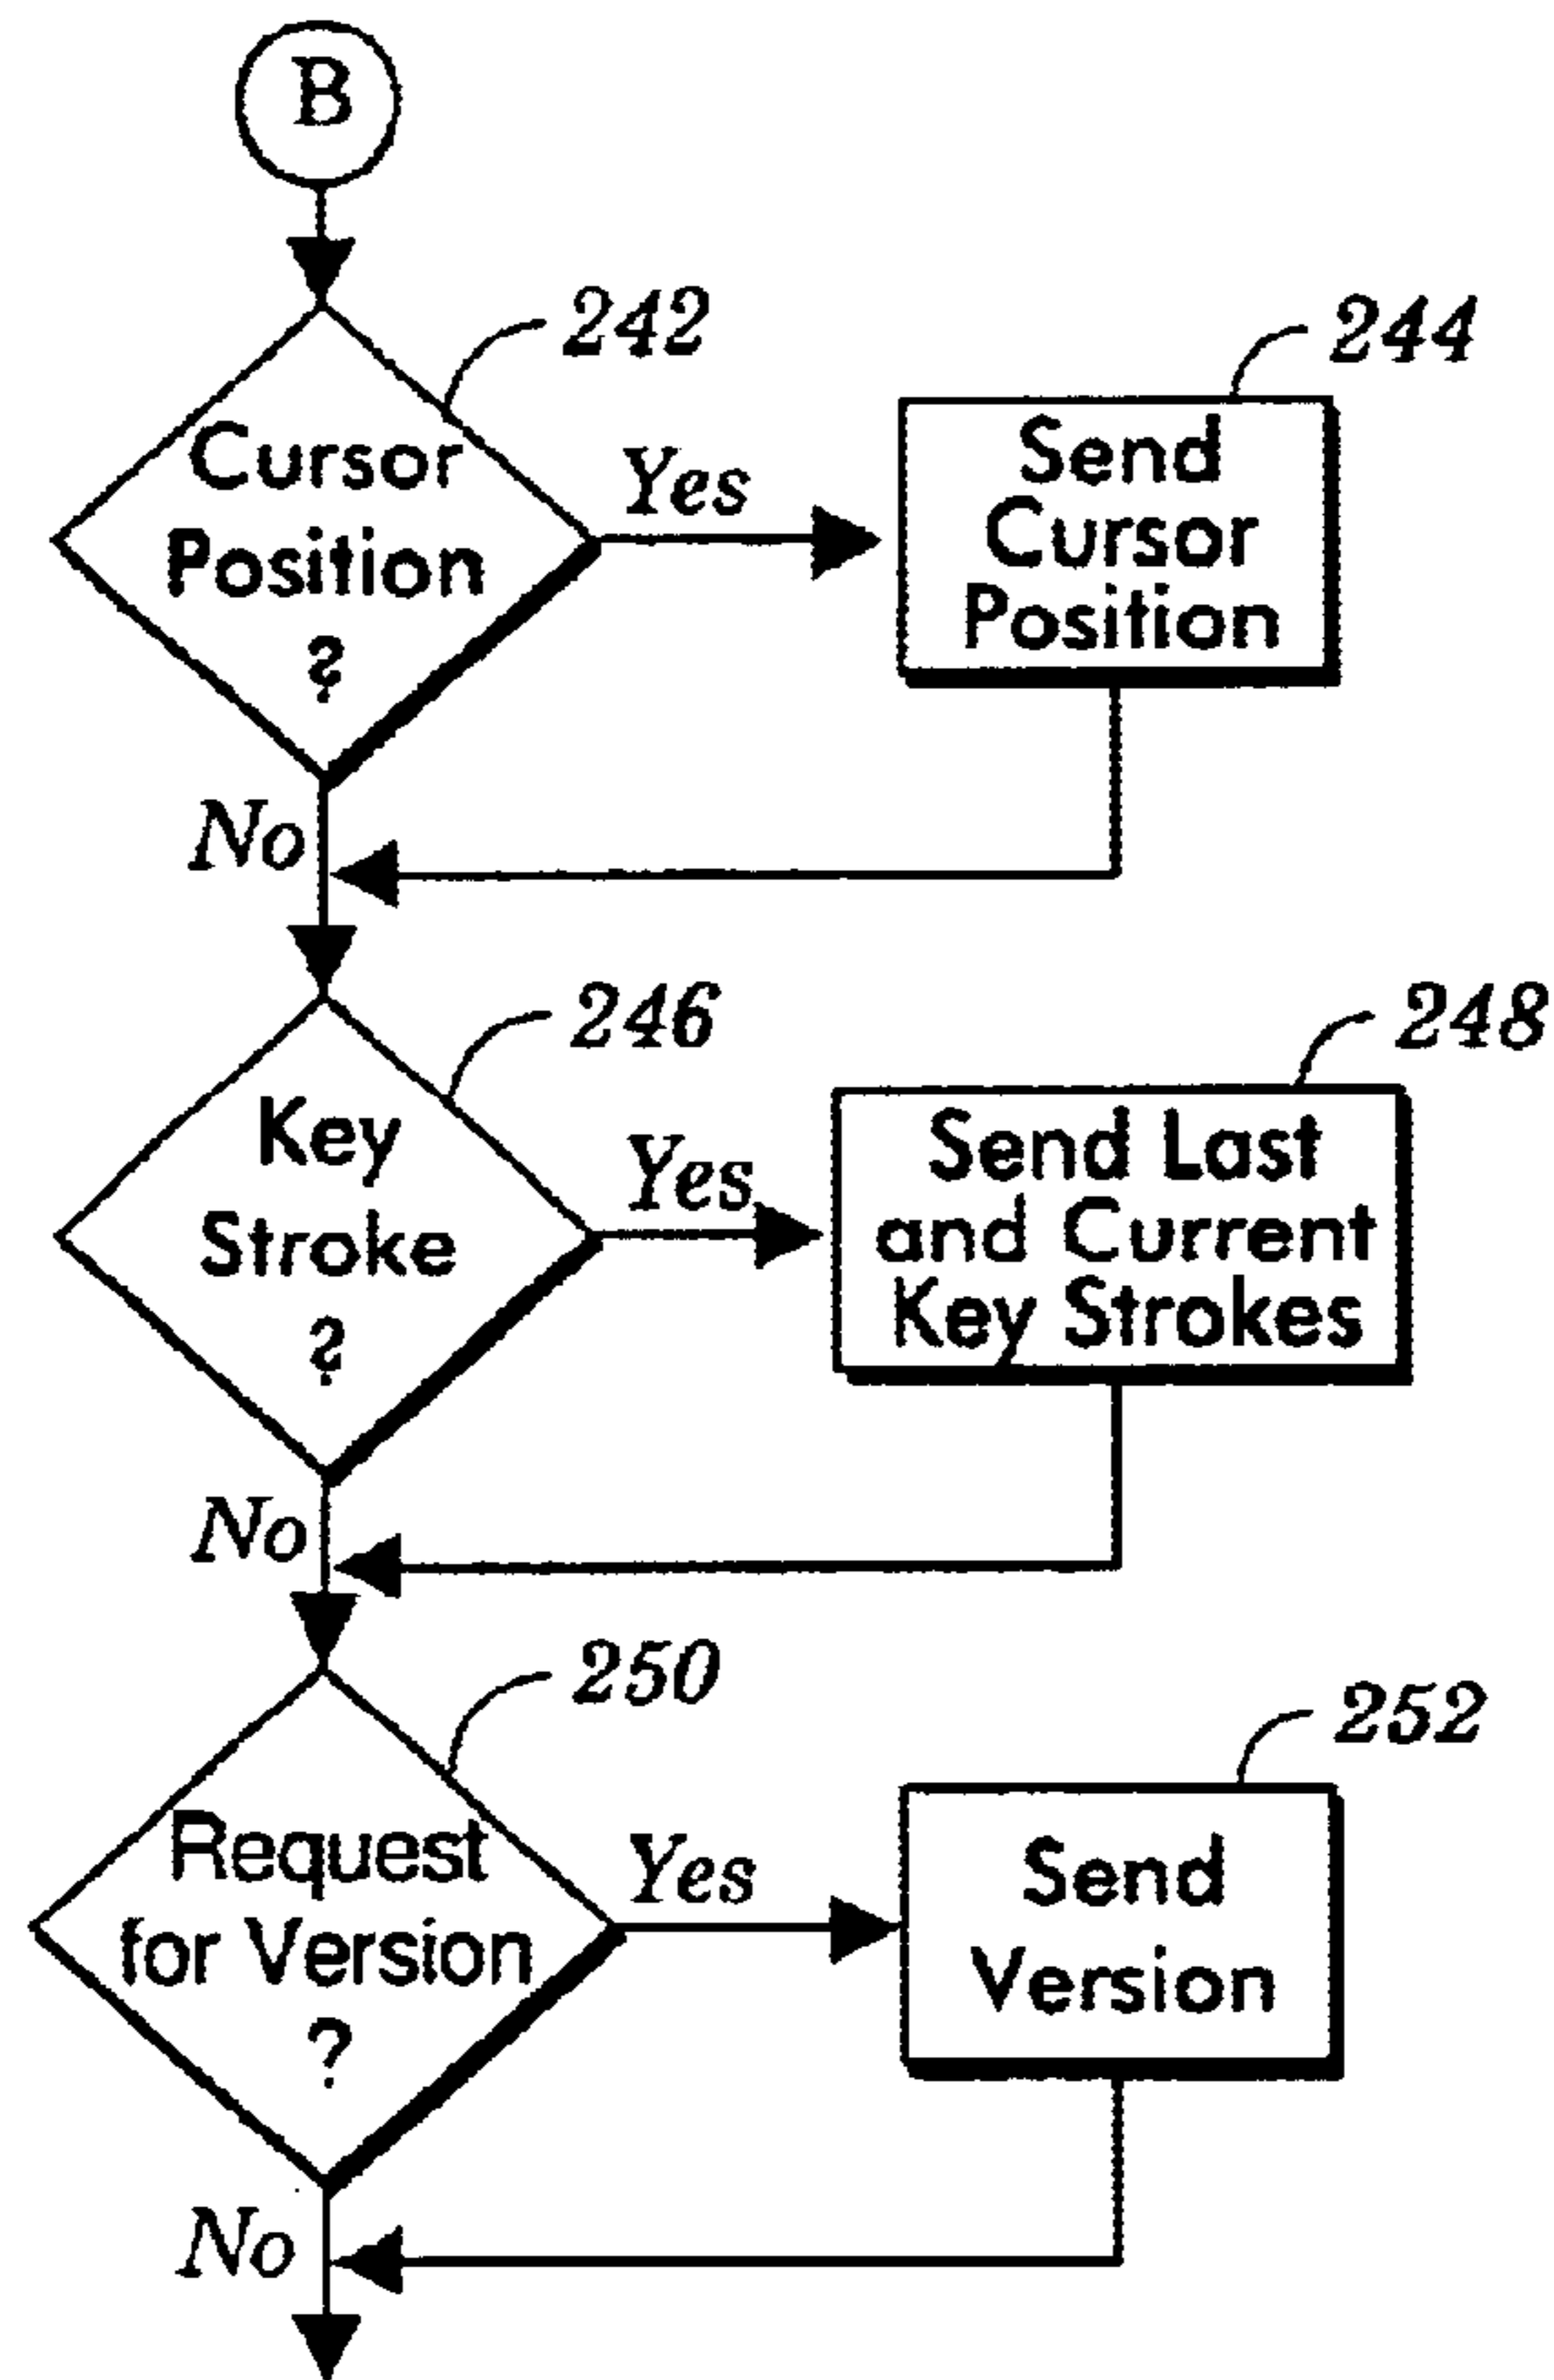 B
242
244
Cursor
Position
?
Yes
Send
Cursor
Position
No
246
248
Key
Stroke
?
Yes
Send Last
and Current
Key Strokes
No
250
252
Request
for Version
?
Yes
Send
Version
No